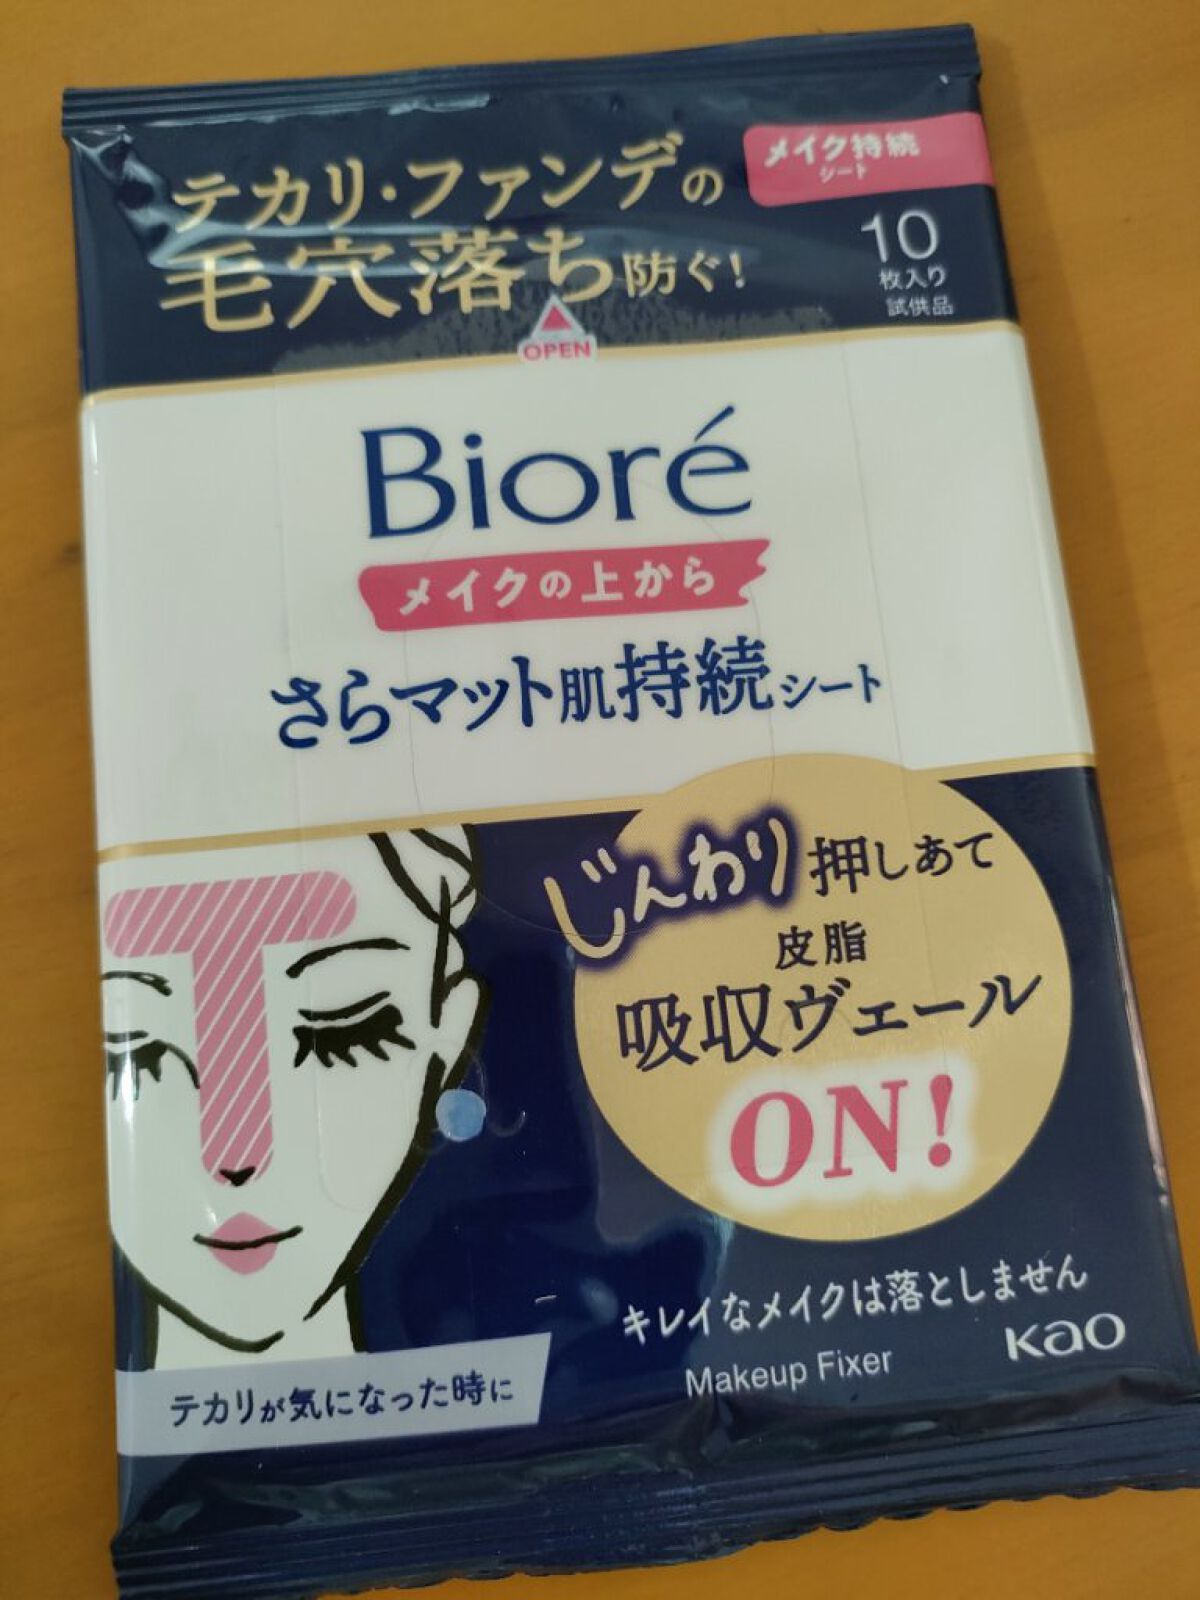 テカリ・ファンデの
毛穴落ち防ぐ!
メイク持続
シート
10
枚入り
試供品
OPEN
Bioré
メイクの上から
さらマット肌持続シート
じんわり押しあて
皮脂
吸収ヴェール
ON!
キレイなメイクは落としません
Kao
Makeup Fixer
テカリが気になった時に